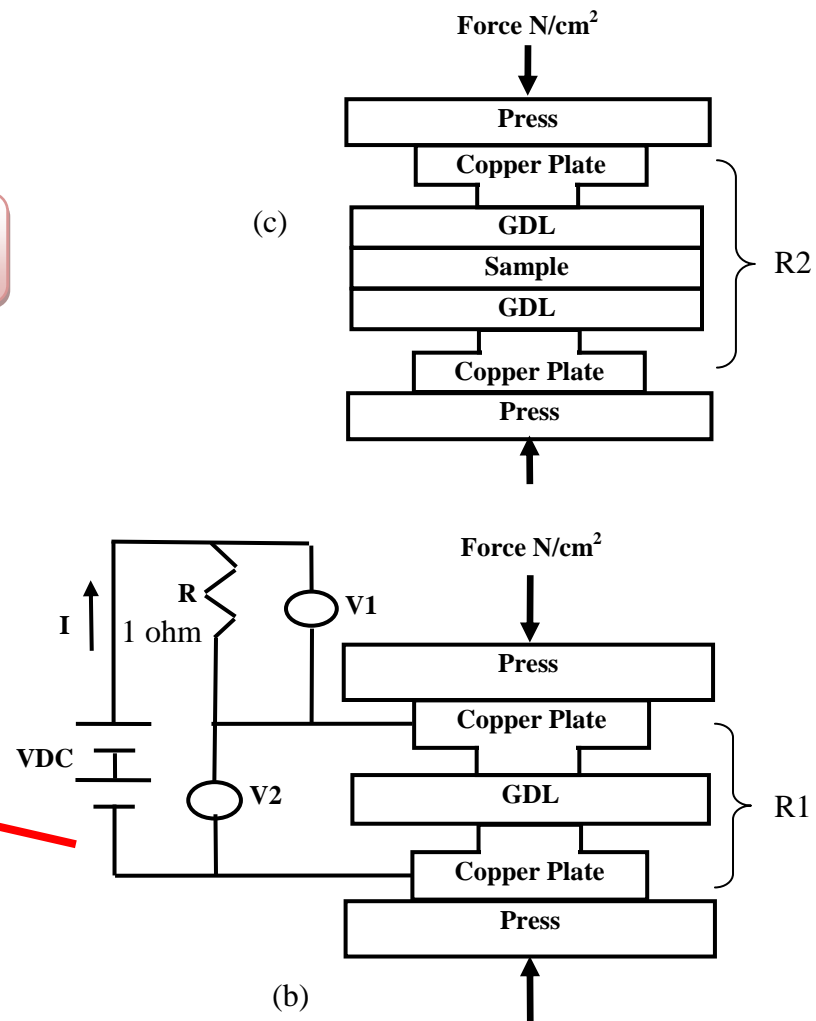 Force N/cm²
Press
Copper Plate
(c)
GDL
Sample
R2
GDL
Copper Plate
Press
Force N/cm²
R
V1
I
1 ohm
Press
Copper Plate
VDC
V2
GDL
R1
Copper Plate
Press
(b)